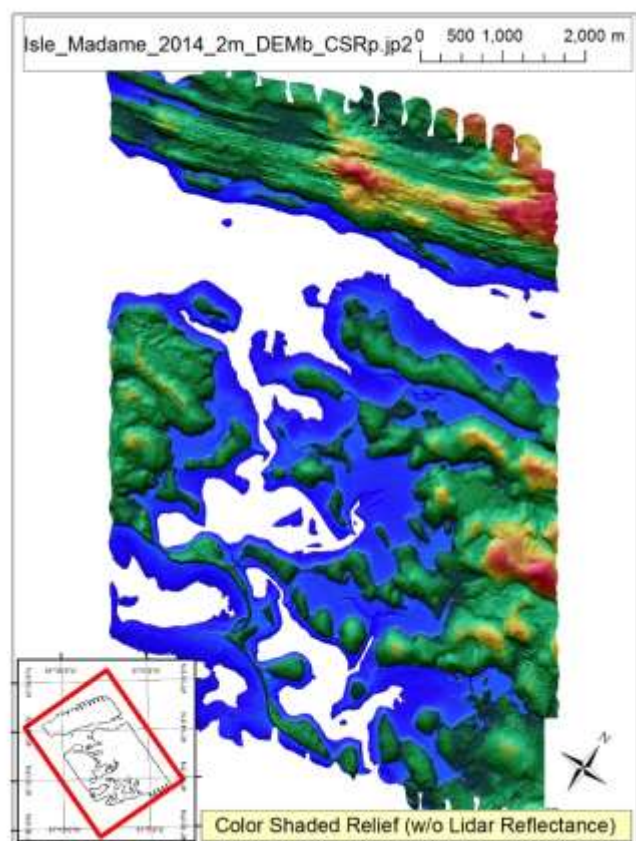 Isle_Madame_2014_2m_DEMb_CSRp.jp2
0 500 1,000 2,000 m
N
Color Shaded Relief (w/o Lidar Reflectance)